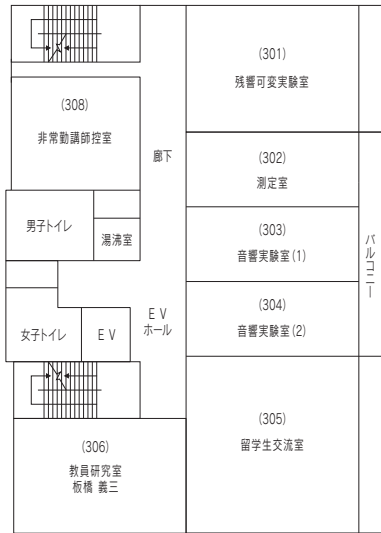 (301)
残響可変実験室
(308)
非常勤講師控室
廊下
(302)
測定室
男子トイレ
湯沸室
(303)
音響実験室(1)
バルコニー
(304)
音響実験室(2)
ＥＶ
ホール
女子トイレ
ＥＶ
(305)
留学生交流室
(306)
教員研究室
板橋 義三